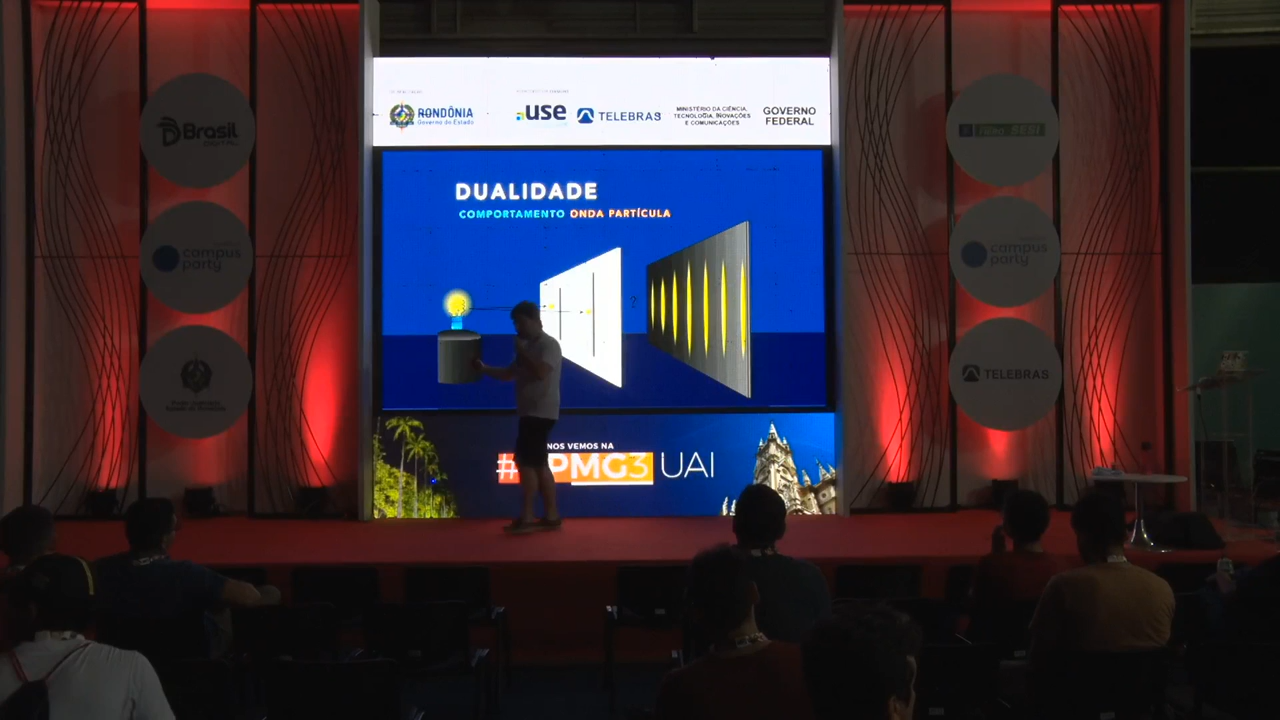 RONDÔNIA
Governo do Estado
use
TELEBRAS
MINISTÉRIO DA CIÊNCIA,
TECNOLOGIA, INOVAÇÕES
E COMUNICAÇÕES
GOVERNO
FEDERAL
Brasil
DIGITAL
campus
party
DUALIDADE
COMPORTAMENTO ONDA PARTÍCULA
?
campus
party
TELEBRAS
NOS VEMOS NA
#
PMG3 UAI